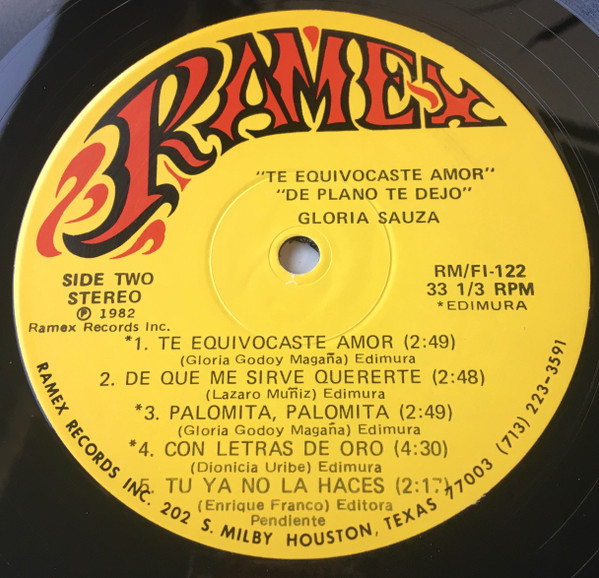 RAMEX
"TE EQUIVOCASTE AMOR"
"DE PLANO TE DEJO"
GLORIA SAUZA
SIDE TWO
STEREO
℗ 1982
Ramex Records Inc.
RM/FI-122
33 1/3 RPM
*EDIMURA
*1. TE EQUIVOCASTE AMOR (2:49)
(Gloria Godoy Magaña) Edimura
2. DE QUE ME SIRVE QUERERTE (2:48)
(Lazaro Muñiz) Edimura
*3. PALOMITA, PALOMITA (2:49)
(Gloria Godoy Magaña) Edimura
*4. CON LETRAS DE ORO (4:30)
(Dionicia Uribe) Edimura
5. TU YA NO LA HACES (2:17)
(Enrique Franco) Editora
Pendiente
RAMEX RECORDS INC. 202 S. MILBY HOUSTON, TEXAS 77003 (713) 223-3591